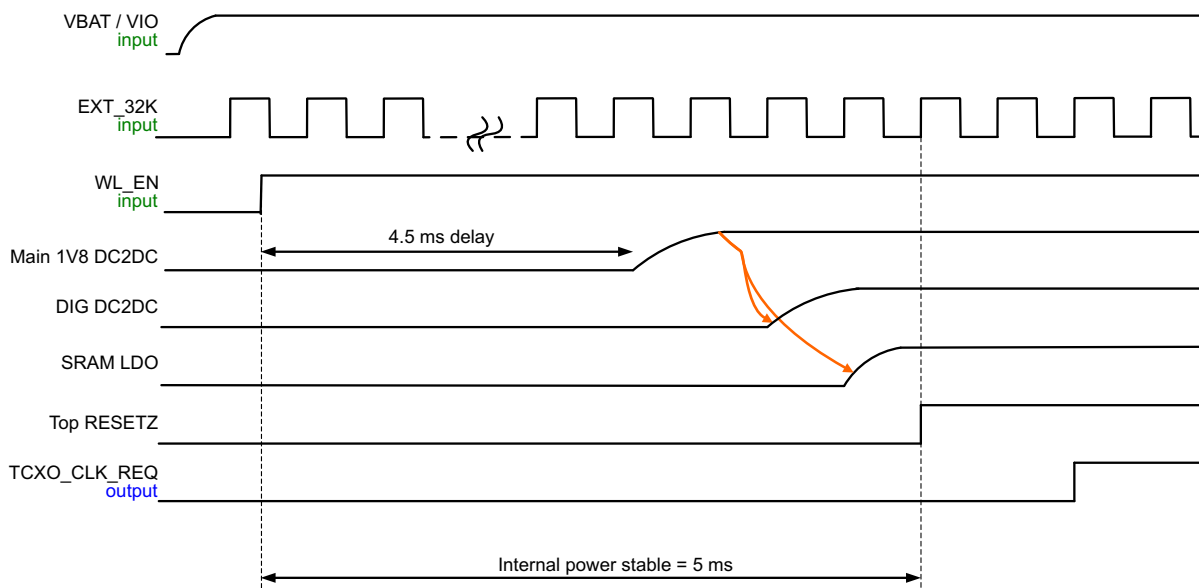 VBAT / VIO
input
EXT_32K
input
WL_EN
input
4.5 ms delay
Main 1V8 DC2DC
DIG DC2DC
SRAM LDO
Top RESETZ
TCXO_CLK_REQ
output
Internal power stable = 5 ms